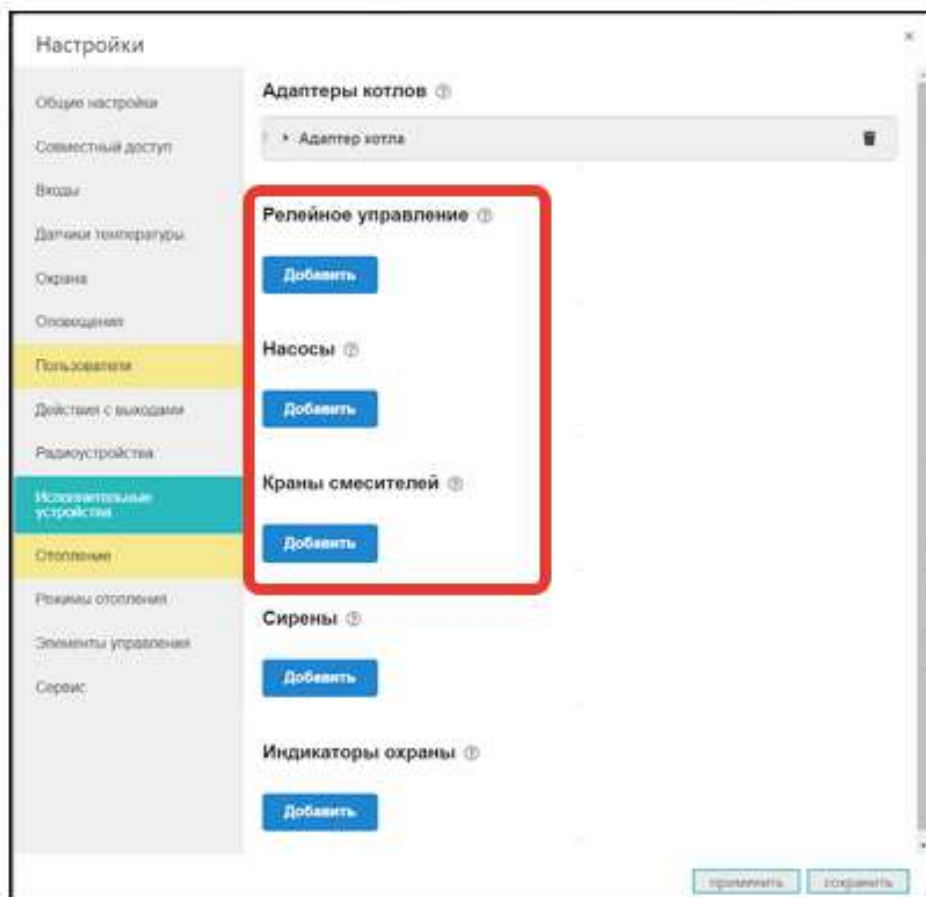 Настройки
×
Общие настройки
Совместный доступ
Входы
Датчики температуры
Охрана
Оповещения
Пользователи
Действия с выходами
Радиоустройства
Исполнительные
устройства
Отопление
Режимы отопления
Элементы управления
Сервис
Адаптеры котлов ?
Адаптер котла
Релейное управление ?
Добавить
Насосы ?
Добавить
Краны смесителей ?
Добавить
Сирены ?
Добавить
Индикаторы охраны ?
Добавить
применить
сохранить